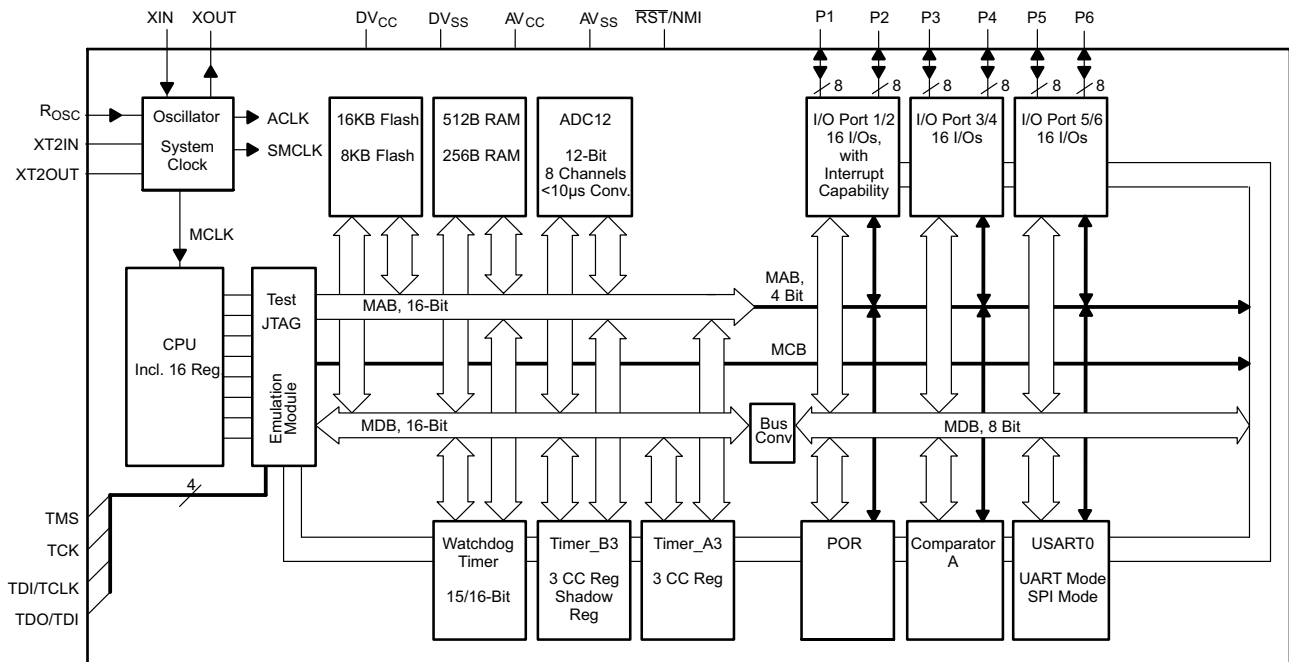 XIN
XOUT
DVCC
DVSS
AVCC
AVSS
RST/NMI
P1
P2
P3
P4
P5
P6
8
8
8
8
8
8
ROSC
XT2IN
XT2OUT
Oscillator
System
Clock
ACLK
SMCLK
16KB Flash
8KB Flash
512B RAM
256B RAM
ADC12
12-Bit
8 Channels
<10µs Conv.
I/O Port 1/2
16 I/Os,
with
Interrupt
Capability
I/O Port 3/4
16 I/Os
I/O Port 5/6
16 I/Os
MCLK
CPU
Incl. 16 Reg.
Test
JTAG
Emulation
Module
MAB, 16-Bit
MAB,
4 Bit
MCB
MDB, 16-Bit
Bus
Conv
MDB, 8 Bit
4
TMS
TCK
TDI/TCLK
TDO/TDI
Watchdog
Timer
15/16-Bit
Timer_B3
3 CC Reg
Shadow
Reg
Timer_A3
3 CC Reg
POR
Comparator
A
USART0
UART Mode
SPI Mode